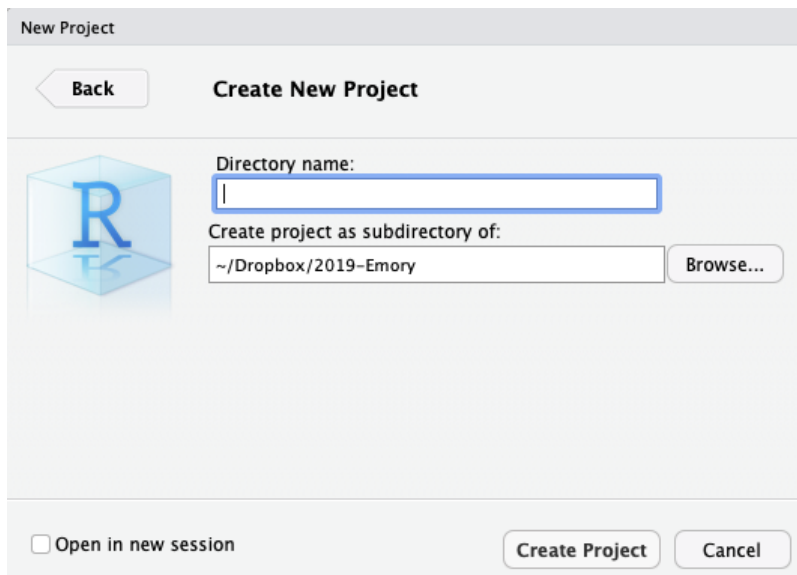 New Project
Back
Create New Project
R
Directory name:
Create project as subdirectory of:
~/Dropbox/2019-Emory
Browse...
Open in new session
Create Project
Cancel